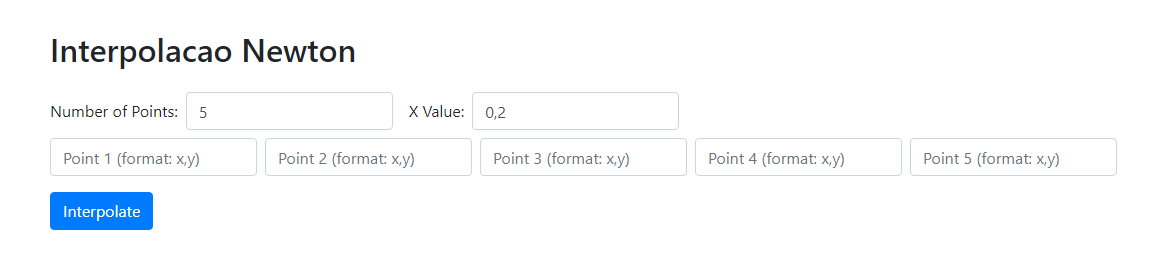 Interpolacao Newton
Number of Points: 5 X Value: 0,2
Point 1 (format: x,y) Point 2 (format: x,y) Point 3 (format: x,y) Point 4 (format: x,y) Point 5 (format: x,y)
Interpolate